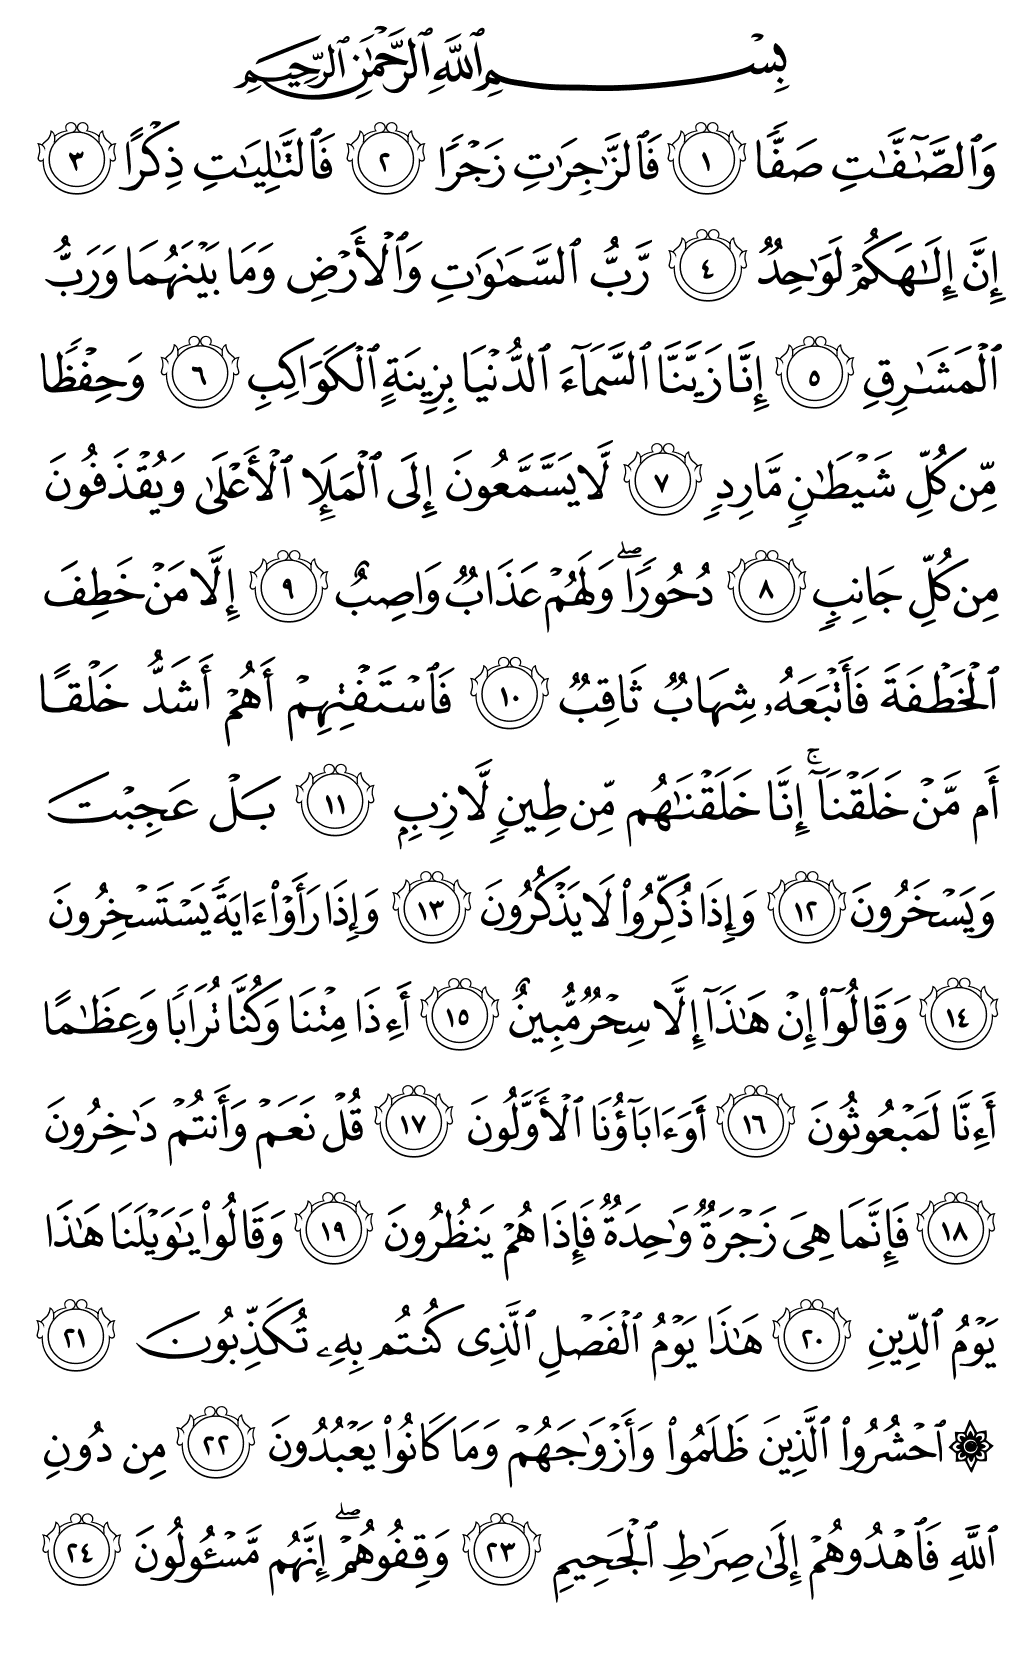 بِسْمِ ٱللَّهِ ٱلرَّحْمَٰنِ ٱلرَّحِيمِ
وَٱلصَّٰٓفَّٰتِ صَفًّا ١ فَٱلزَّٰجِرَٰتِ زَجْرًا ٢ فَٱلتَّٰلِيَٰتِ ذِكْرًا ٣
إِنَّ إِلَٰهَكُمْ لَوَٰحِدٌ ٤ رَّبُّ ٱلسَّمَٰوَٰتِ وَٱلْأَرْضِ وَمَا بَيْنَهُمَا وَرَبُّ
ٱلْمَشَٰرِقِ ٥ إِنَّا زَيَّنَّا ٱلسَّمَآءَ ٱلدُّنْيَا بِزِينَةٍ ٱلْكَوَاكِبِ ٦ وَحِفْظًا
مِّن كُلِّ شَيْطَٰنٍ مَّارِدٍ ٧ لَّا يَسَّمَّعُونَ إِلَى ٱلْمَلَإِ ٱلْأَعْلَىٰ وَيُقْذَفُونَ
مِن كُلِّ جَانِبٍ ٨ دُحُورًا ۖ وَلَهُمْ عَذَابٌ وَاصِبٌ ٩ إِلَّا مَنْ خَطِفَ
ٱلْخَطْفَةَ فَأَتْبَعَهُۥ شِهَابٌ ثَاقِبٌ ١٠ فَٱسْتَفْتِهِمْ أَهُمْ أَشَدُّ خَلْقًا
أَم مَّنْ خَلَقْنَآ ۚ إِنَّا خَلَقْنَٰهُم مِّن طِينٍ لَّازِبٍۭ ١١ بَلْ عَجِبْتَ
وَيَسْخَرُونَ ١٢ وَإِذَا ذُكِّرُوا۟ لَا يَذْكُرُونَ ١٣ وَإِذَا رَأَوْا۟ ءَايَةً يَسْتَسْخِرُونَ
١٤ وَقَالُوٓا۟ إِنْ هَٰذَآ إِلَّا سِحْرٌ مُّبِينٌ ١٥ أَءِذَا مِتْنَا وَكُنَّا تُرَابًا وَعِظَٰمًا
أَءِنَّا لَمَبْعُوثُونَ ١٦ أَوَءَابَآؤُنَا ٱلْأَوَّلُونَ ١٧ قُلْ نَعَمْ وَأَنتُمْ دَٰخِرُونَ
١٨ فَإِنَّمَا هِىَ زَجْرَةٌ وَٰحِدَةٌ فَإِذَا هُمْ يَنظُرُونَ ١٩ وَقَالُوا۟ يَٰوَيْلَنَا هَٰذَا
يَوْمُ ٱلدِّينِ ٢٠ هَٰذَا يَوْمُ ٱلْفَصْلِ ٱلَّذِى كُنتُم بِهِۦ تُكَذِّبُونَ ٢١
۞ ٱحْشُرُوا۟ ٱلَّذِينَ ظَلَمُوا۟ وَأَزْوَٰجَهُمْ وَمَا كَانُوا۟ يَعْبُدُونَ ٢٢ مِن دُونِ
ٱللَّهِ فَٱهْدُوهُمْ إِلَىٰ صِرَٰطِ ٱلْجَحِيمِ ٢٣ وَقِفُوهُمْ ۖ إِنَّهُم مَّسْـُٔولُونَ ٢٤